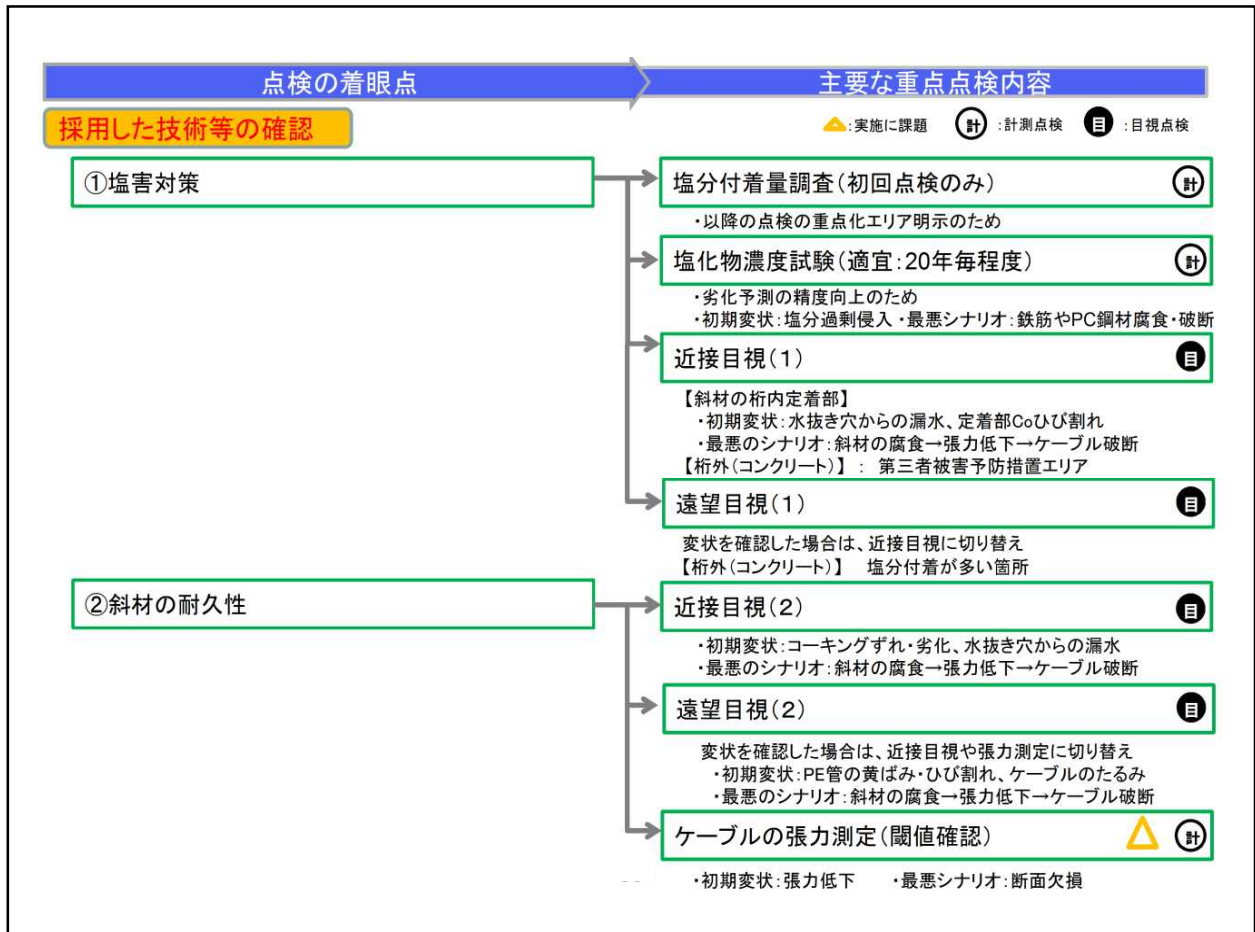 点検の着眼点
主要な重点点検内容
採用した技術等の確認
△:実施に課題 計:計測点検 目:目視点検
①塩害対策
塩分付着量調査(初回点検のみ) 計
・以降の点検の重点化エリア明示のため
塩化物濃度試験(適宜:20年毎程度) 計
・劣化予測の精度向上のため
・初期変状:塩分過剰侵入・最悪シナリオ:鉄筋やPC鋼材腐食・破断
近接目視(1) 目
【斜材の桁内定着部】
・初期変状:水抜き穴からの漏水、定着部Coひび割れ
・最悪のシナリオ:斜材の腐食→張力低下→ケーブル破断
【桁外(コンクリート)】: 第三者被害予防措置エリア
遠望目視(1) 目
変状を確認した場合は、近接目視に切り替え
【桁外(コンクリート)】 塩分付着が多い箇所
②斜材の耐久性
近接目視(2) 目
・初期変状:コーキングずれ・劣化、水抜き穴からの漏水
・最悪のシナリオ:斜材の腐食→張力低下→ケーブル破断
遠望目視(2) 目
変状を確認した場合は、近接目視や張力測定に切り替え
・初期変状:PE管の黄ばみ・ひび割れ、ケーブルのたるみ
・最悪のシナリオ:斜材の腐食→張力低下→ケーブル破断
ケーブルの張力測定(閾値確認) △ 計
・初期変状:張力低下 ・最悪シナリオ:断面欠損